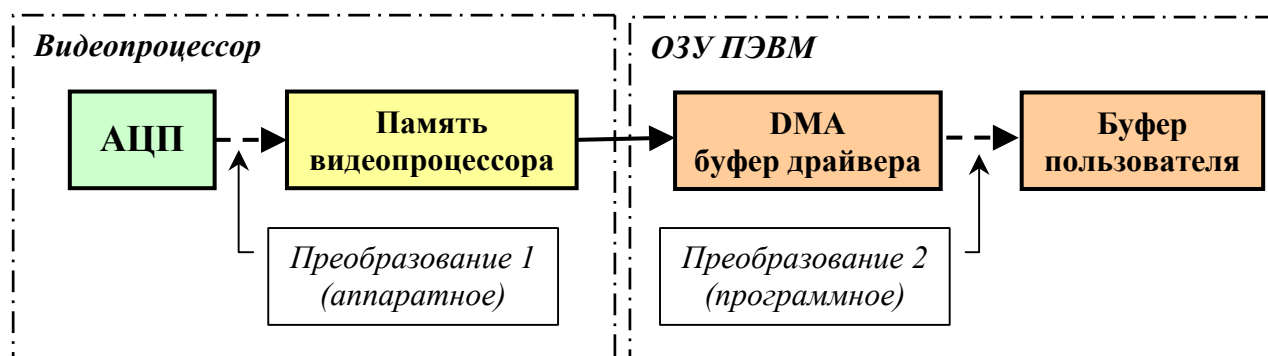 Видеопроцессор
ОЗУ ПЭВМ
АЦП
Память
видеопроцессора
DMA
буфер драйвера
Буфер
пользователя
Преобразование 1
(аппаратное)
Преобразование 2
(программное)